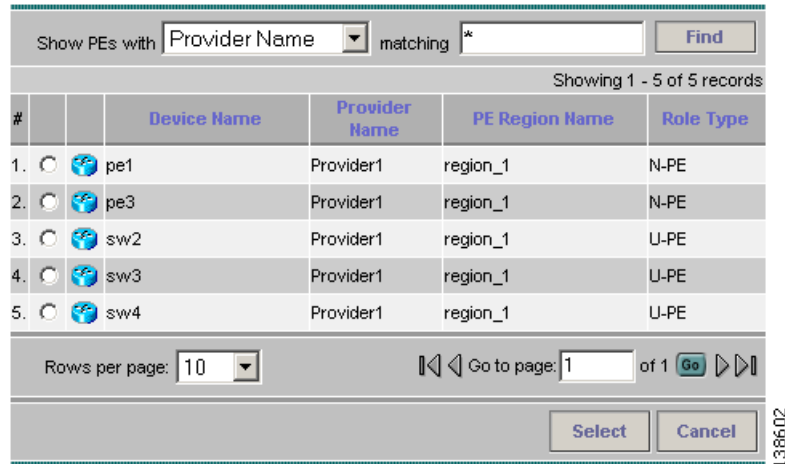 Show PEs with Provider Name matching * Find
Showing 1 - 5 of 5 records
# Device Name Provider Name PE Region Name Role Type
1. pe1 Provider1 region_1 N-PE
2. pe3 Provider1 region_1 N-PE
3. sw2 Provider1 region_1 U-PE
4. sw3 Provider1 region_1 U-PE
5. sw4 Provider1 region_1 U-PE
Rows per page: 10 Go to page: 1 of 1 Go
Select Cancel
138602